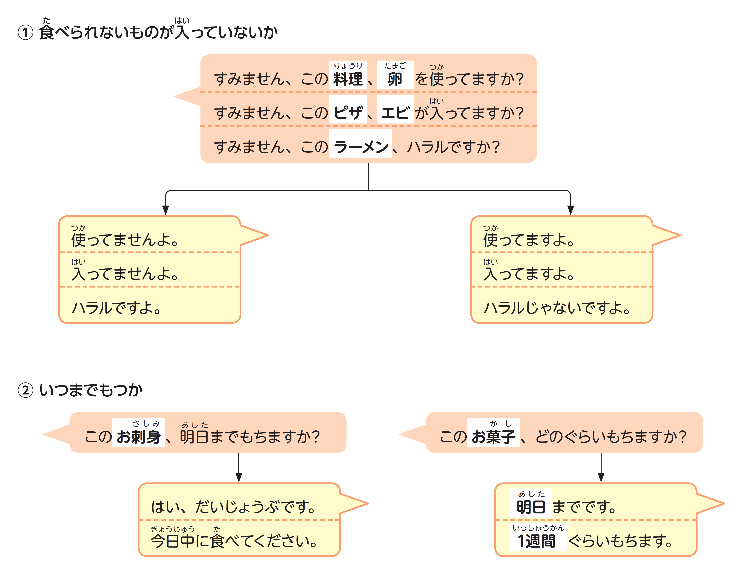 ① 食べられないものが入っていないか
すみません、この 料理 、 卵 を使ってますか？
すみません、この ピザ 、 エビ が入ってますか？
すみません、この ラーメン 、ハラルですか？
使ってませんよ。
入ってませんよ。
ハラルですよ。
使ってますよ。
入ってますよ。
ハラルじゃないですよ。
② いつまでもつか
この お刺身 、明日までもちますか？
はい、だいじょうぶです。
今日中に食べてください。
この お菓子 、どのぐらいもちますか？
明日 までです。
1週間 ぐらいもちます。